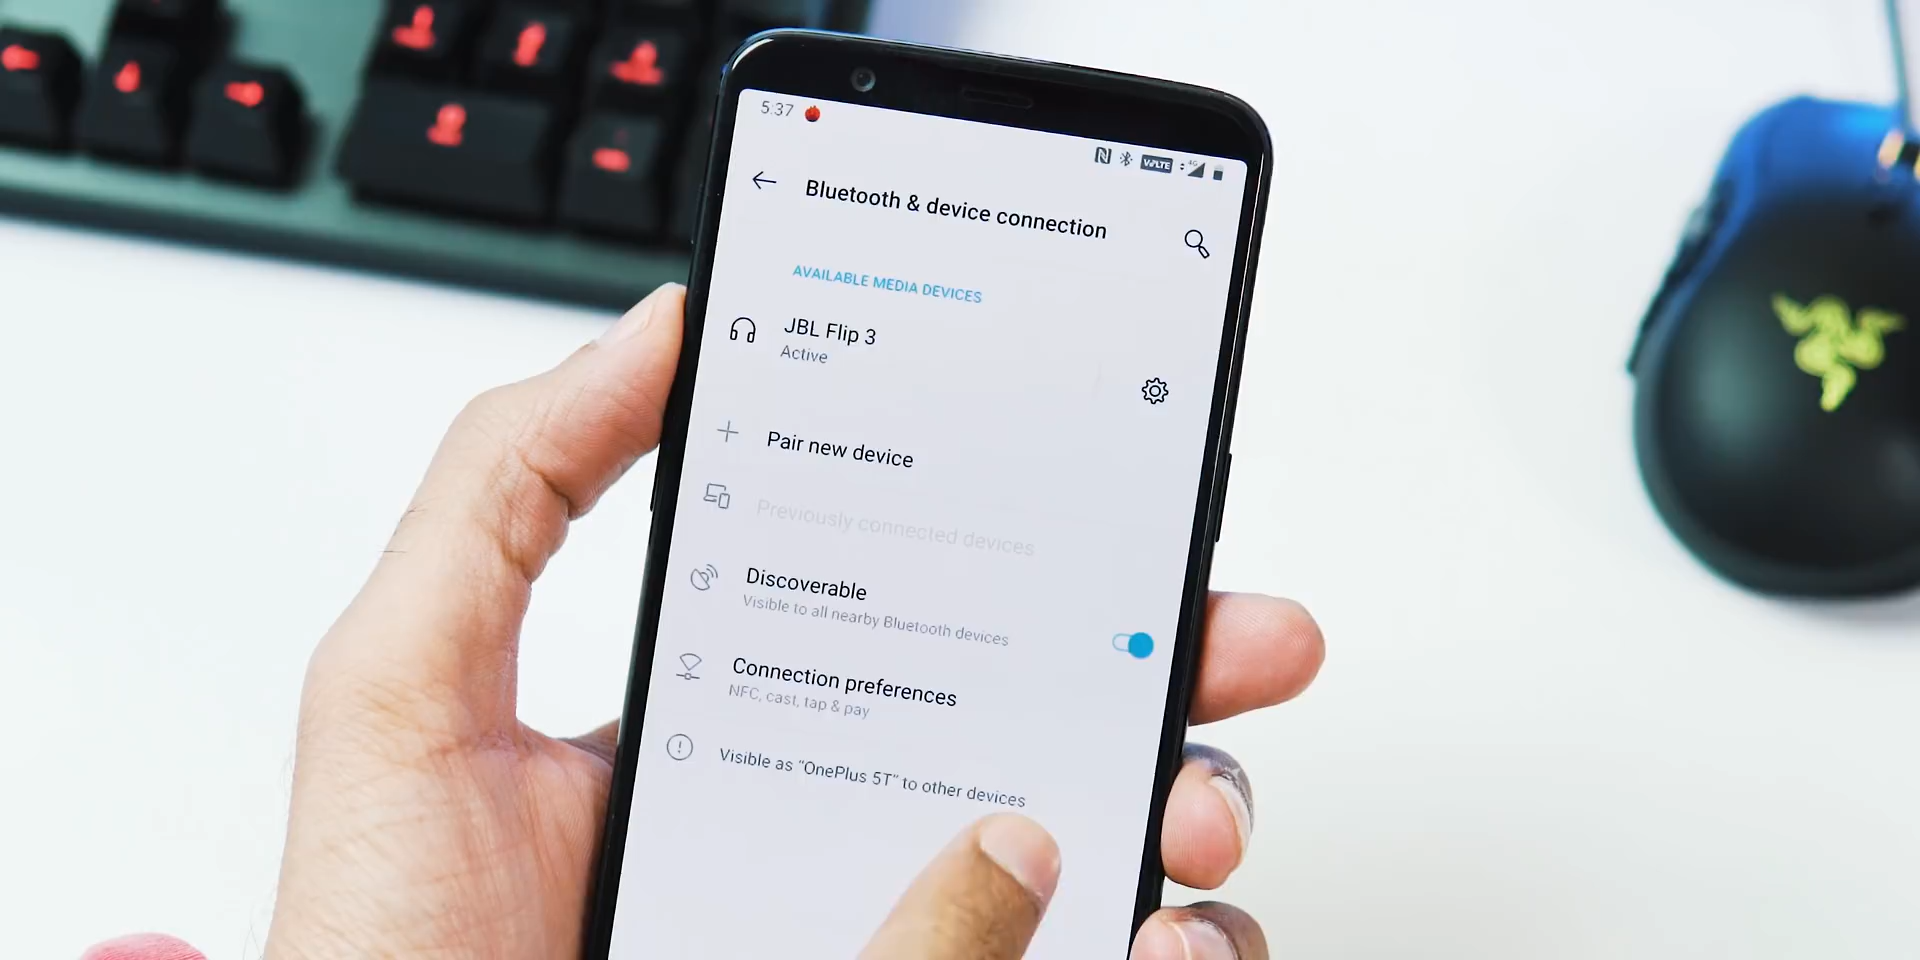 5:37
VoLTE 4G
Bluetooth & device connection
AVAILABLE MEDIA DEVICES
JBL Flip 3
Active
Pair new device
Previously connected devices
Discoverable
Visible to all nearby Bluetooth devices
Connection preferences
NFC, cast, tap & pay
Visible as "OnePlus 5T" to other devices